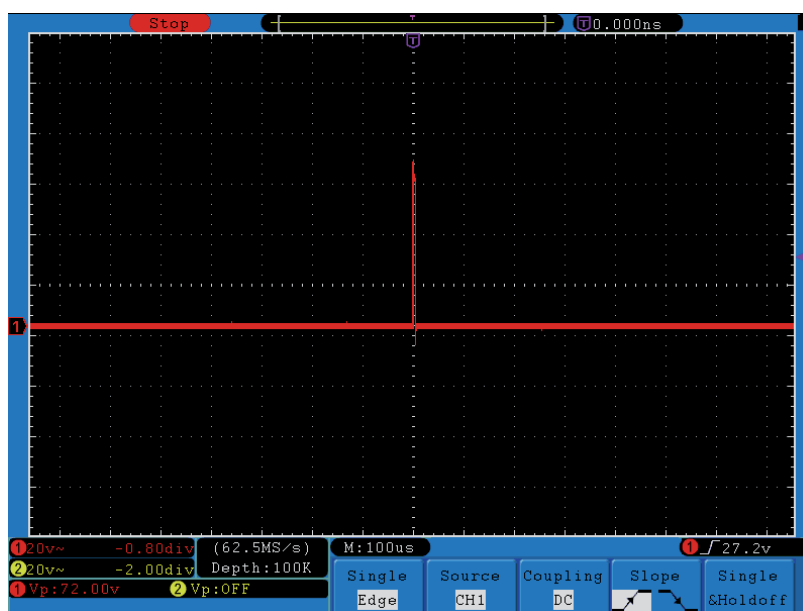 Stop T 0.000ns
T
T
1
1 20v~ -0.80div (62.5MS/s) M:100us 1 27.2v
2 20v~ -2.00div Depth:100K
1 Vp:72.00v 2 Vp:OFF
Single Source Coupling Slope Single
Edge CH1 DC &Holdoff